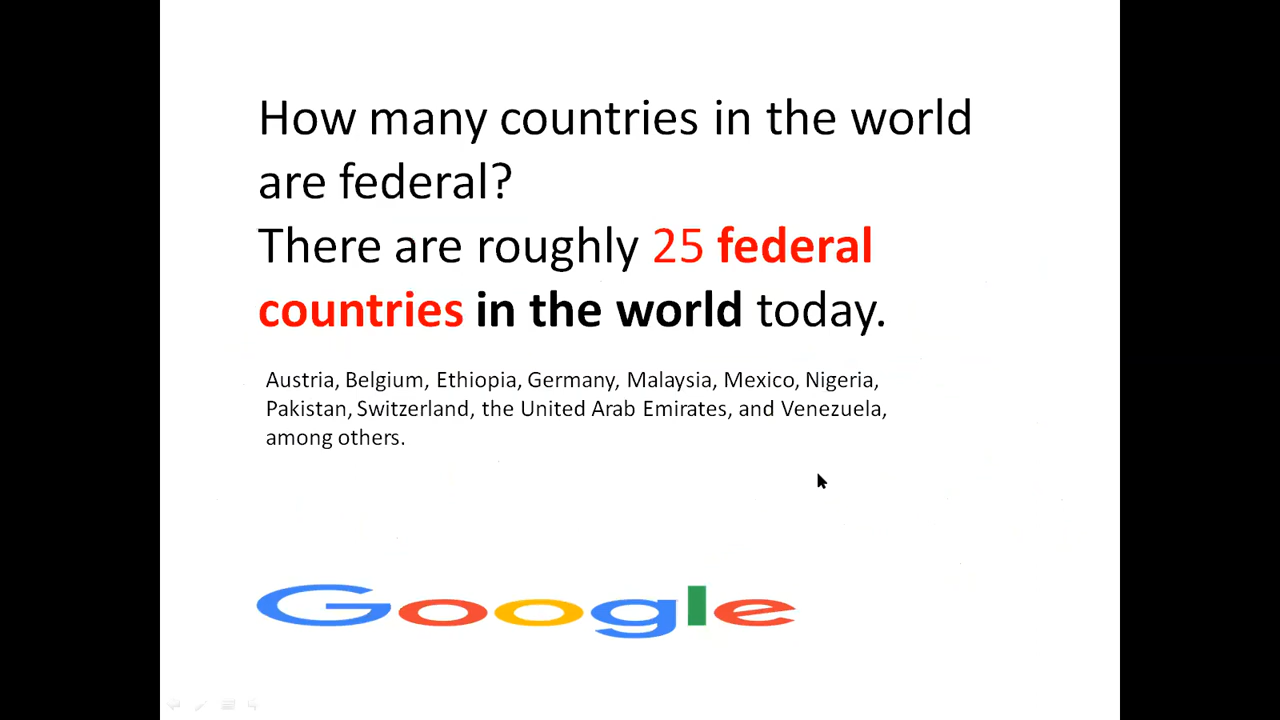 How many countries in the world
are federal?
There are roughly 25 federal
countries in the world today.
Austria, Belgium, Ethiopia, Germany, Malaysia, Mexico, Nigeria,
Pakistan, Switzerland, the United Arab Emirates, and Venezuela,
among others.
Google